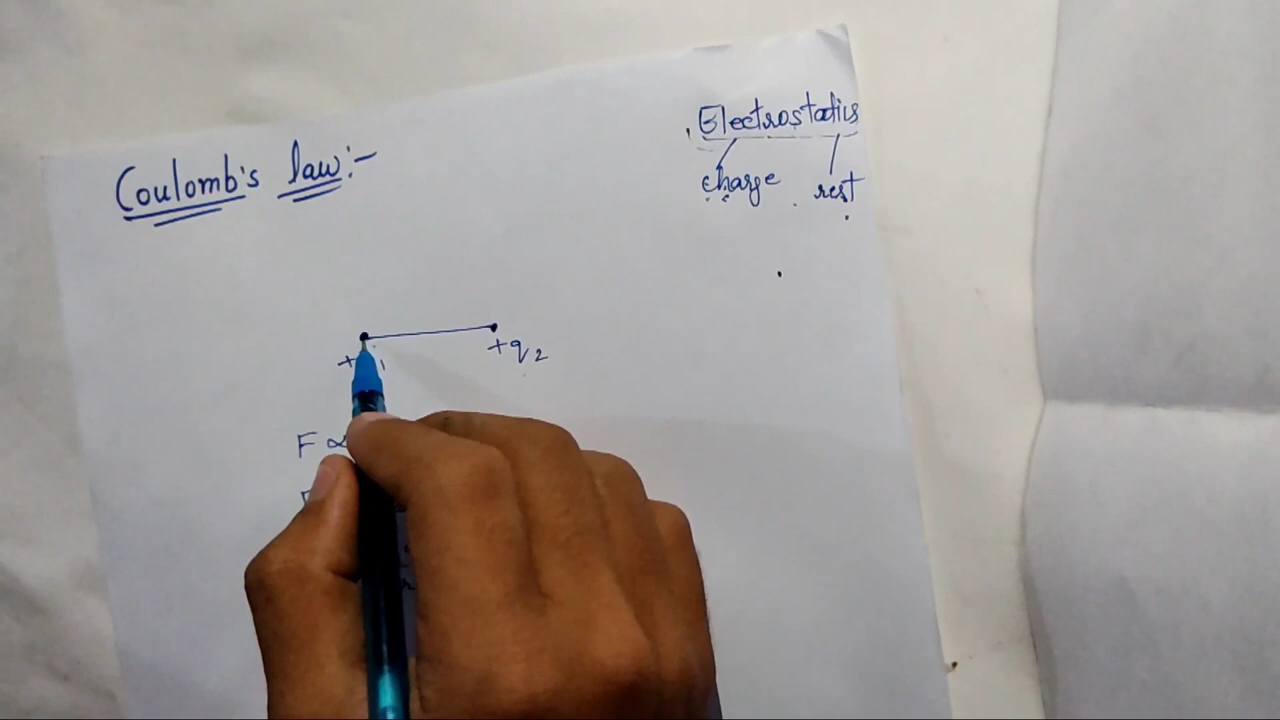 Electrostatics
Coulomb's law:-
charge rest
+q2
F ∝